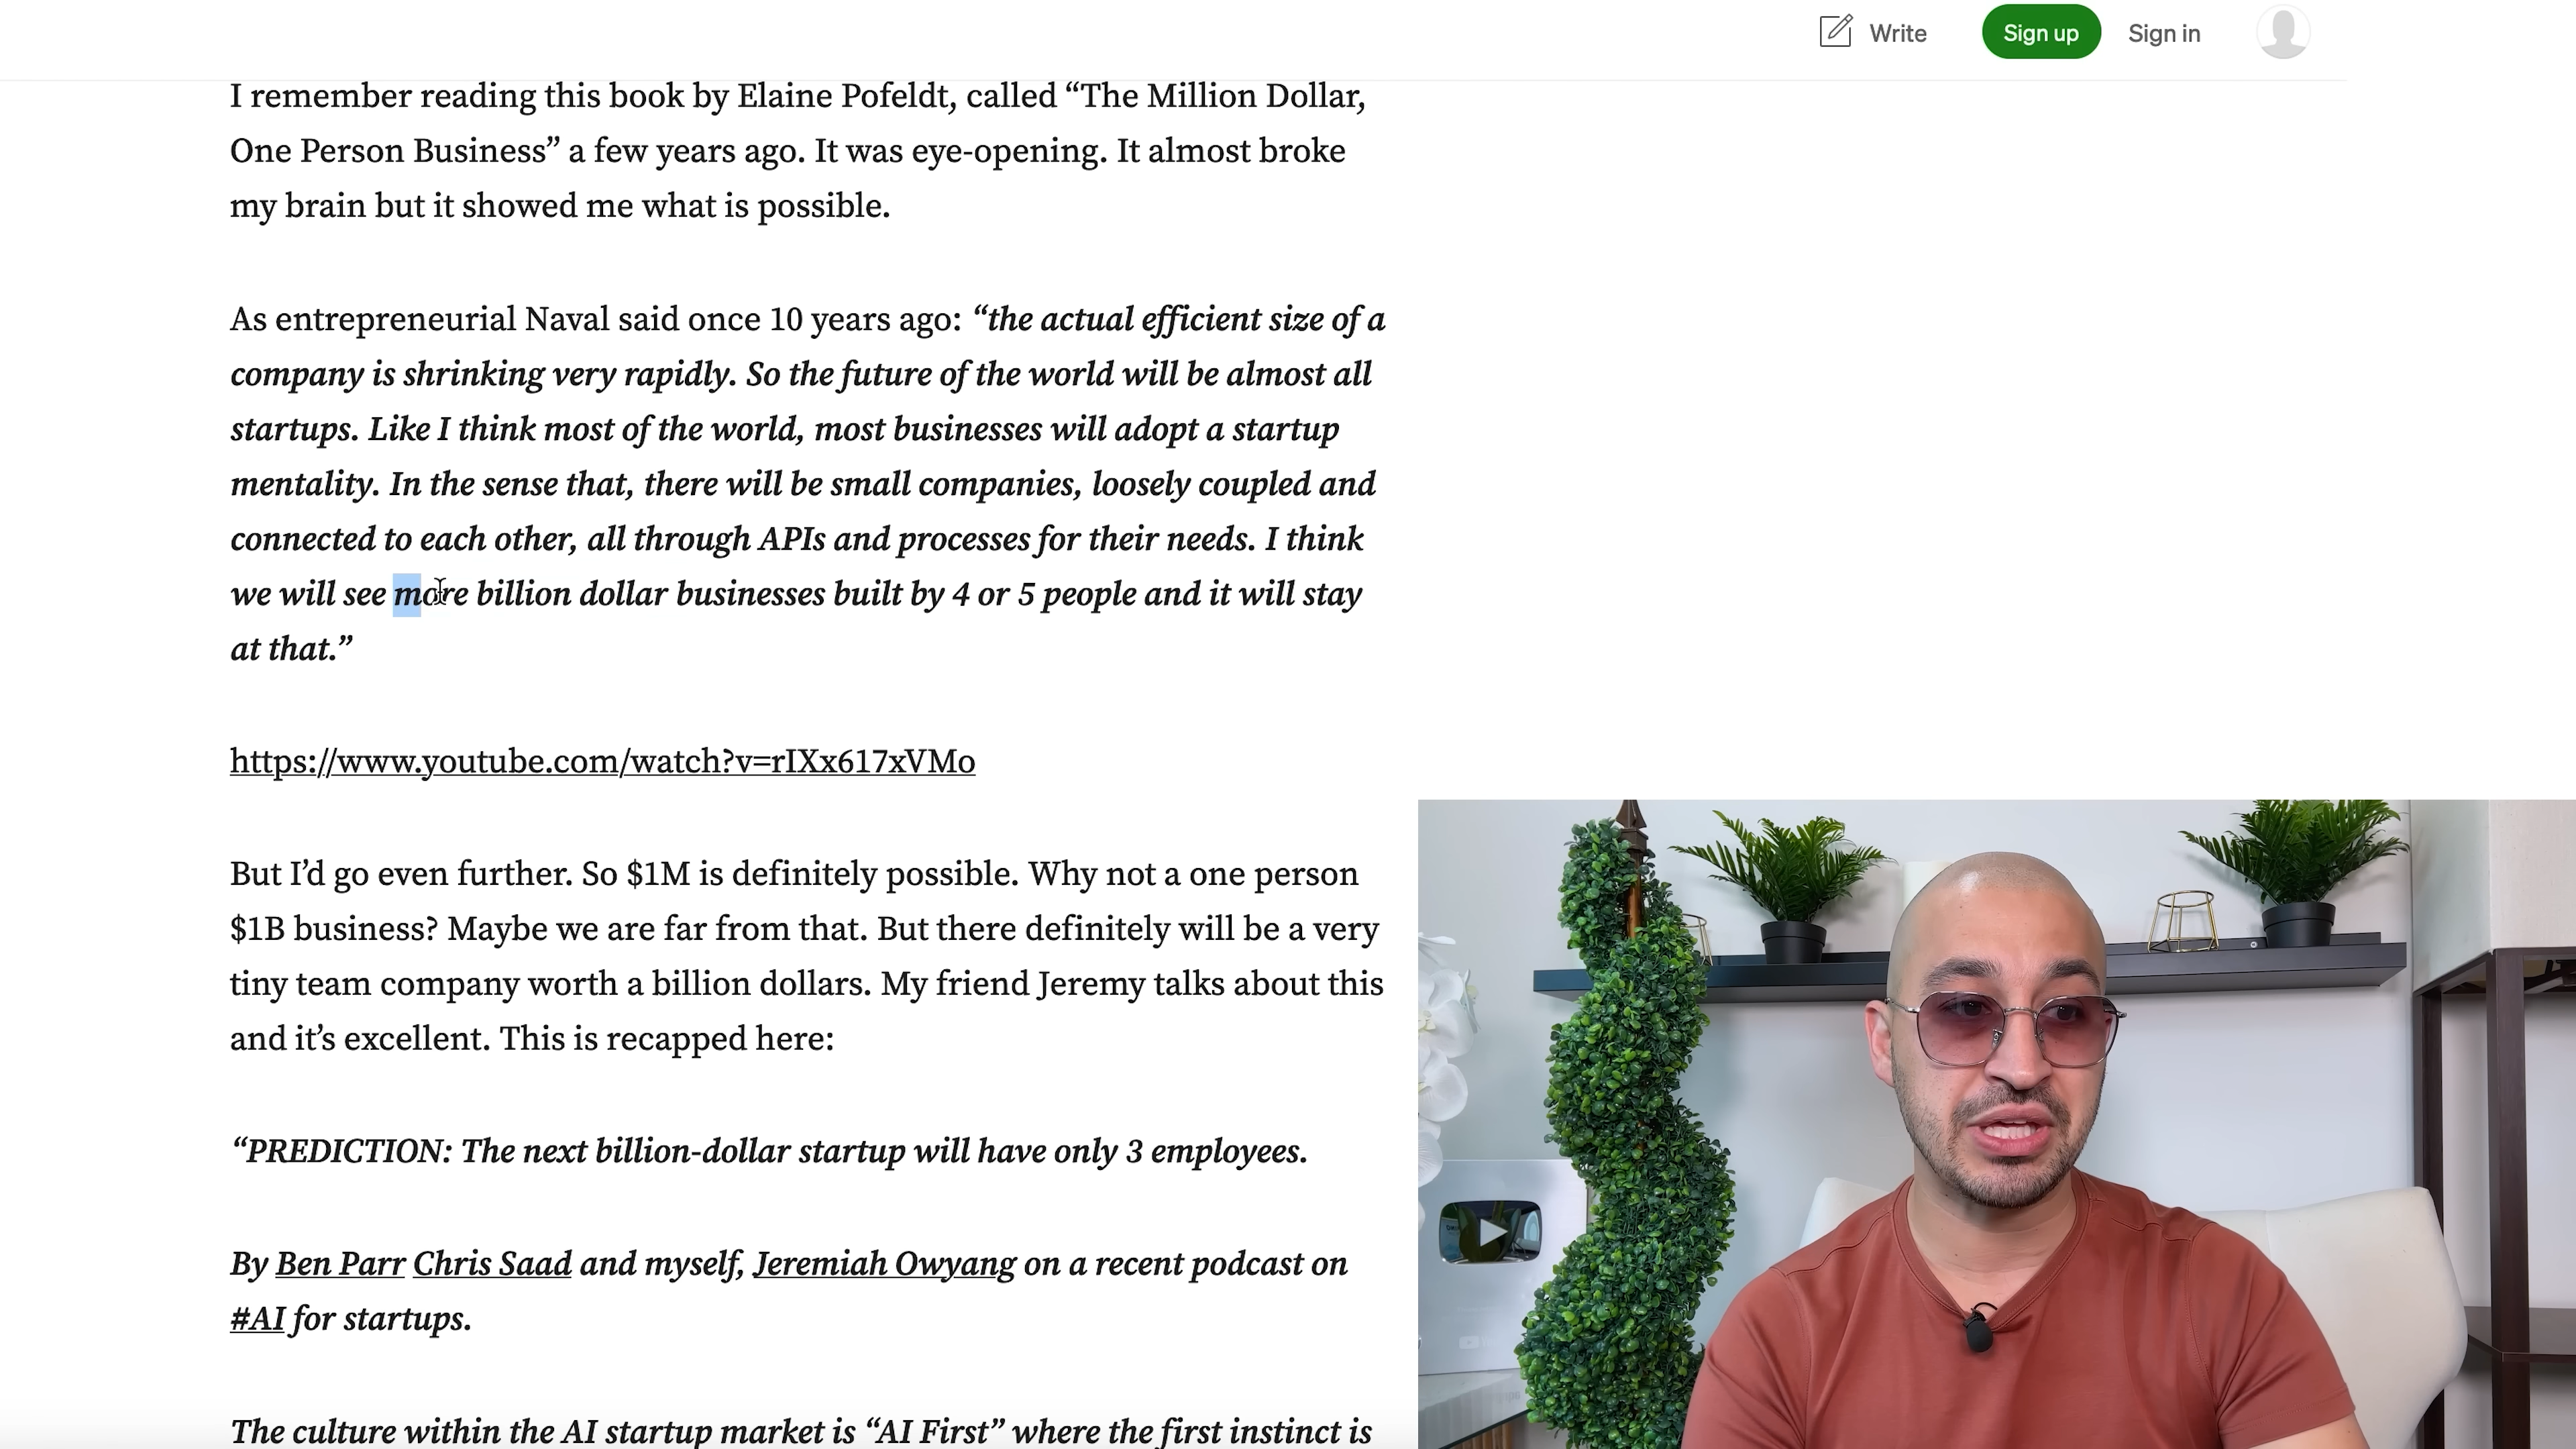 Write
Sign up
Sign in
I remember reading this book by Elaine Pofeldt, called “The Million Dollar,
One Person Business” a few years ago. It was eye-opening. It almost broke
my brain but it showed me what is possible.
As entrepreneurial Naval said once 10 years ago: “the actual efficient size of a
company is shrinking very rapidly. So the future of the world will be almost all
startups. Like I think most of the world, most businesses will adopt a startup
mentality. In the sense that, there will be small companies, loosely coupled and
connected to each other, all through APIs and processes for their needs. I think
we will see more billion dollar businesses built by 4 or 5 people and it will stay
at that.”
https://www.youtube.com/watch?v=rIXx617xVMo
But I’d go even further. So $1M is definitely possible. Why not a one person
$1B business? Maybe we are far from that. But there definitely will be a very
tiny team company worth a billion dollars. My friend Jeremy talks about this
and it’s excellent. This is recapped here:
“PREDICTION: The next billion-dollar startup will have only 3 employees.
By Ben Parr Chris Saad and myself, Jeremiah Owyang on a recent podcast on
#AI for startups.
The culture within the AI startup market is “AI First” where the first instinct is